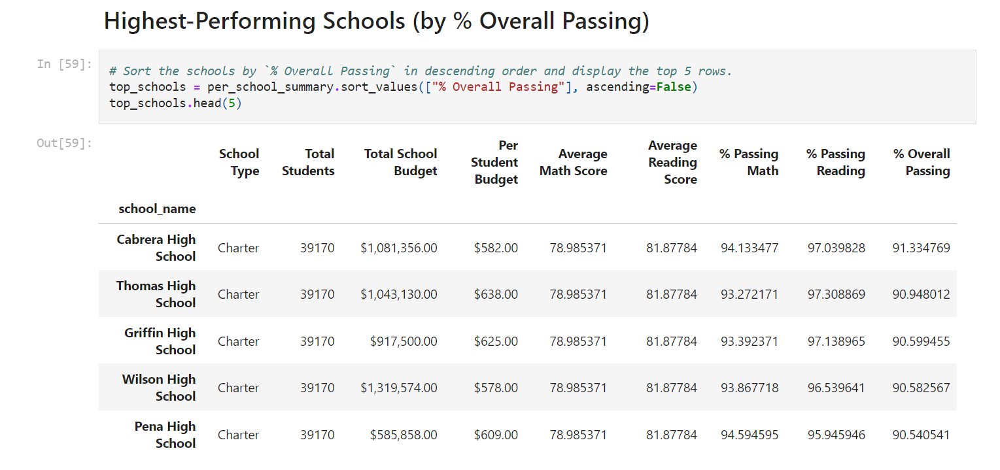 Highest-Performing Schools (by % Overall Passing)
In [59]:
# Sort the schools by `% Overall Passing` in descending order and display the top 5 rows.
top_schools = per_school_summary.sort_values(["% Overall Passing"], ascending=False)
top_schools.head(5)
Out[59]:
School Type Total Students Total School Budget Per Student Budget Average Math Score Average Reading Score % Passing Math % Passing Reading % Overall Passing
school_name
Cabrera High School Charter 39170 $1,081,356.00 $582.00 78.985371 81.87784 94.133477 97.039828 91.334769
Thomas High School Charter 39170 $1,043,130.00 $638.00 78.985371 81.87784 93.272171 97.308869 90.948012
Griffin High School Charter 39170 $917,500.00 $625.00 78.985371 81.87784 93.392371 97.138965 90.599455
Wilson High School Charter 39170 $1,319,574.00 $578.00 78.985371 81.87784 93.867718 96.539641 90.582567
Pena High School Charter 39170 $585,858.00 $609.00 78.985371 81.87784 94.594595 95.945946 90.540541